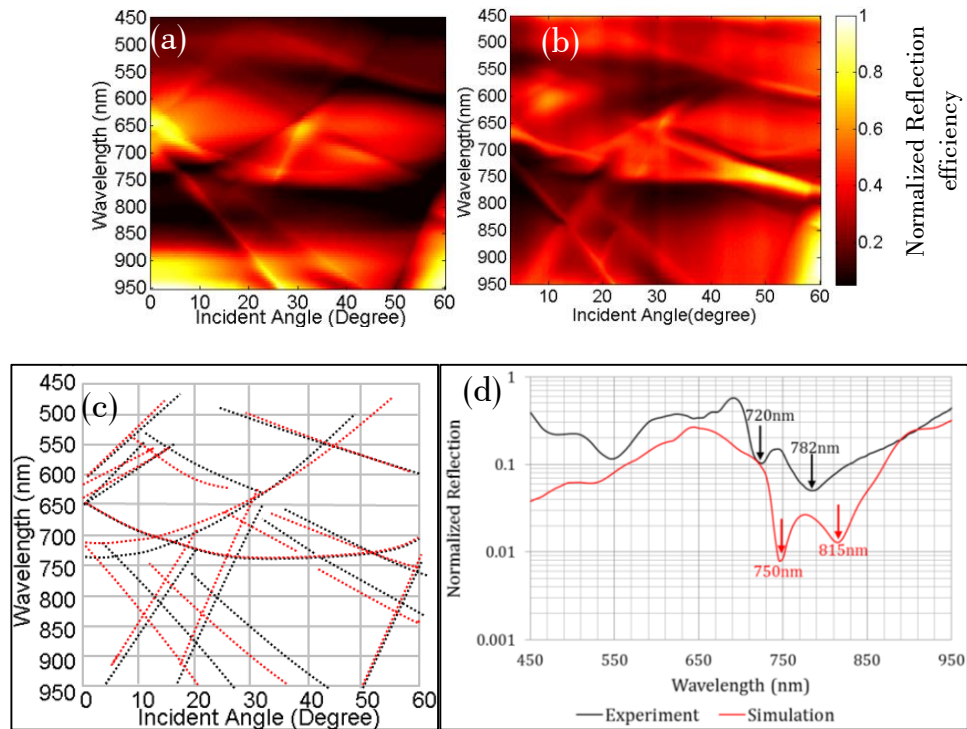 (a)
450
500
550
600
650
700
750
800
850
900
950
Wavelength (nm)
0 10 20 30 40 50 60
Incident Angle (Degree)
(b)
450
500
550
600
650
700
750
800
850
900
950
Wavelength(nm)
10 20 30 40 50 60
Incident Angle(degree)
1
0.8
0.6
0.4
0.2
Normalized Reflection
efficiency
(c)
450
500
550
600
650
700
750
800
850
900
950
Wavelength (nm)
0 10 20 30 40 50 60
Incident Angle (Degree)
(d)
1
0.1
0.01
0.001
Normalized Reflection
720nm
782nm
750nm
815nm
450 550 650 750 850 950
Wavelength (nm)
Experiment Simulation